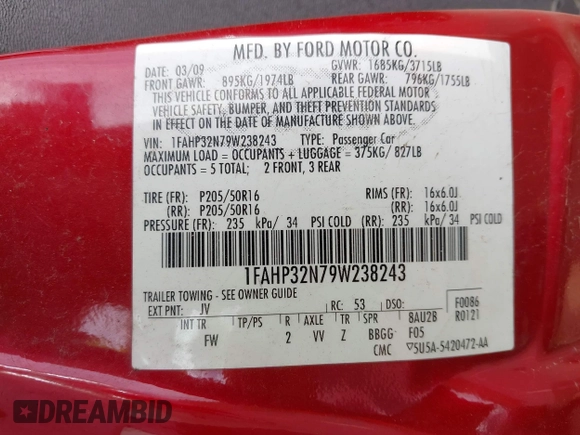 MFD. BY FORD MOTOR CO.
DATE: 03/09 GVWR: 1685KG/3715LB
FRONT GAWR: 895KG/1974LB REAR GAWR: 796KG/1755LB
THIS VEHICLE CONFORMS TO ALL APPLICABLE FEDERAL MOTOR
VEHICLE SAFETY, BUMPER, AND THEFT PREVENTION STANDARDS
IN EFFECT ON THE DATE OF MANUFACTURE SHOWN ABOVE.
VIN: 1FAHP32N79W238243 TYPE: Passenger Car
MAXIMUM LOAD = OCCUPANTS + LUGGAGE = 375KG/ 827LB
OCCUPANTS = 5 TOTAL; 2 FRONT, 3 REAR
TIRE (FR): P205/50R16 RIMS (FR): 16x6.0J
(RR): P205/50R16 (RR): 16x6.0J
PRESSURE (FR): 235 kPa/ 34 PSI COLD (RR): 235 kPa/ 34 PSI COLD
1FAHP32N79W238243
TRAILER TOWING - SEE OWNER GUIDE
EXT PNT: JV RC: 53 DSO: F0086
INT TR TP/PS R AXLE TR SPR 8AU2B R0121
FW 2 VV Z BBGG F05
CMC ▽5U5A-5420472-AA
DREAMBID